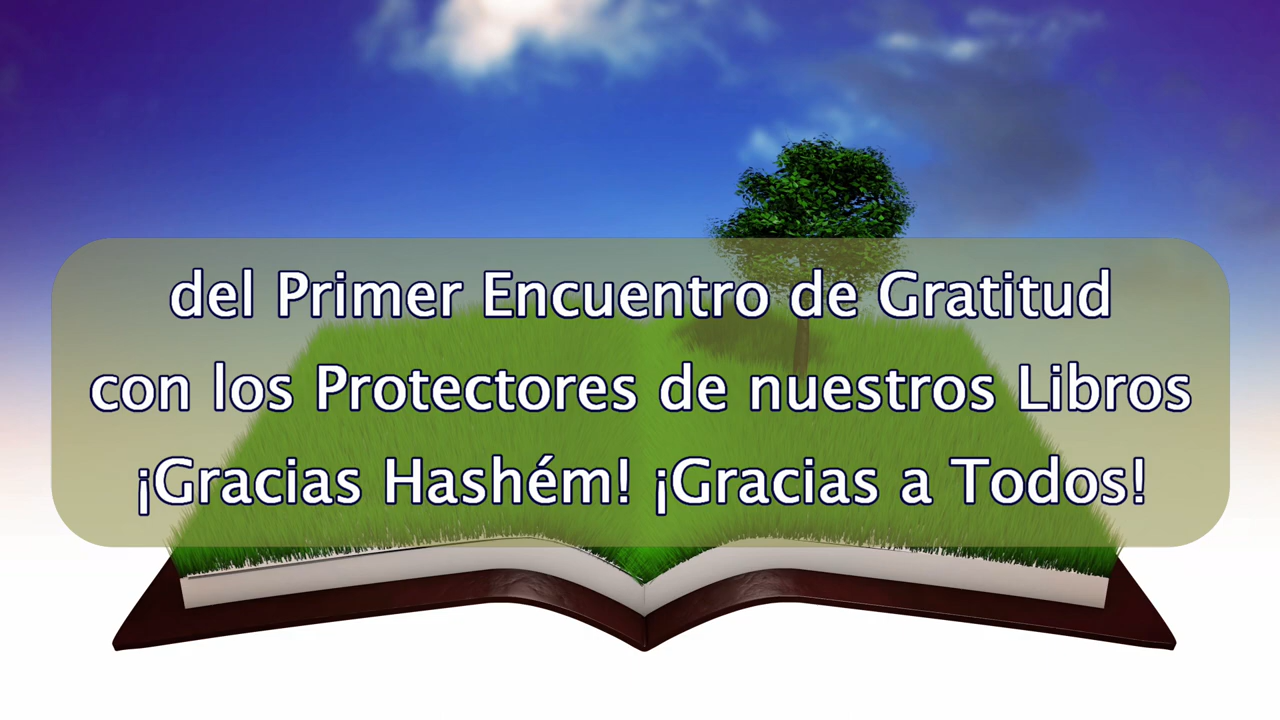 del Primer Encuentro de Gratitud
con los Protectores de nuestros Libros
¡Gracias Hashém! ¡Gracias a Todos!